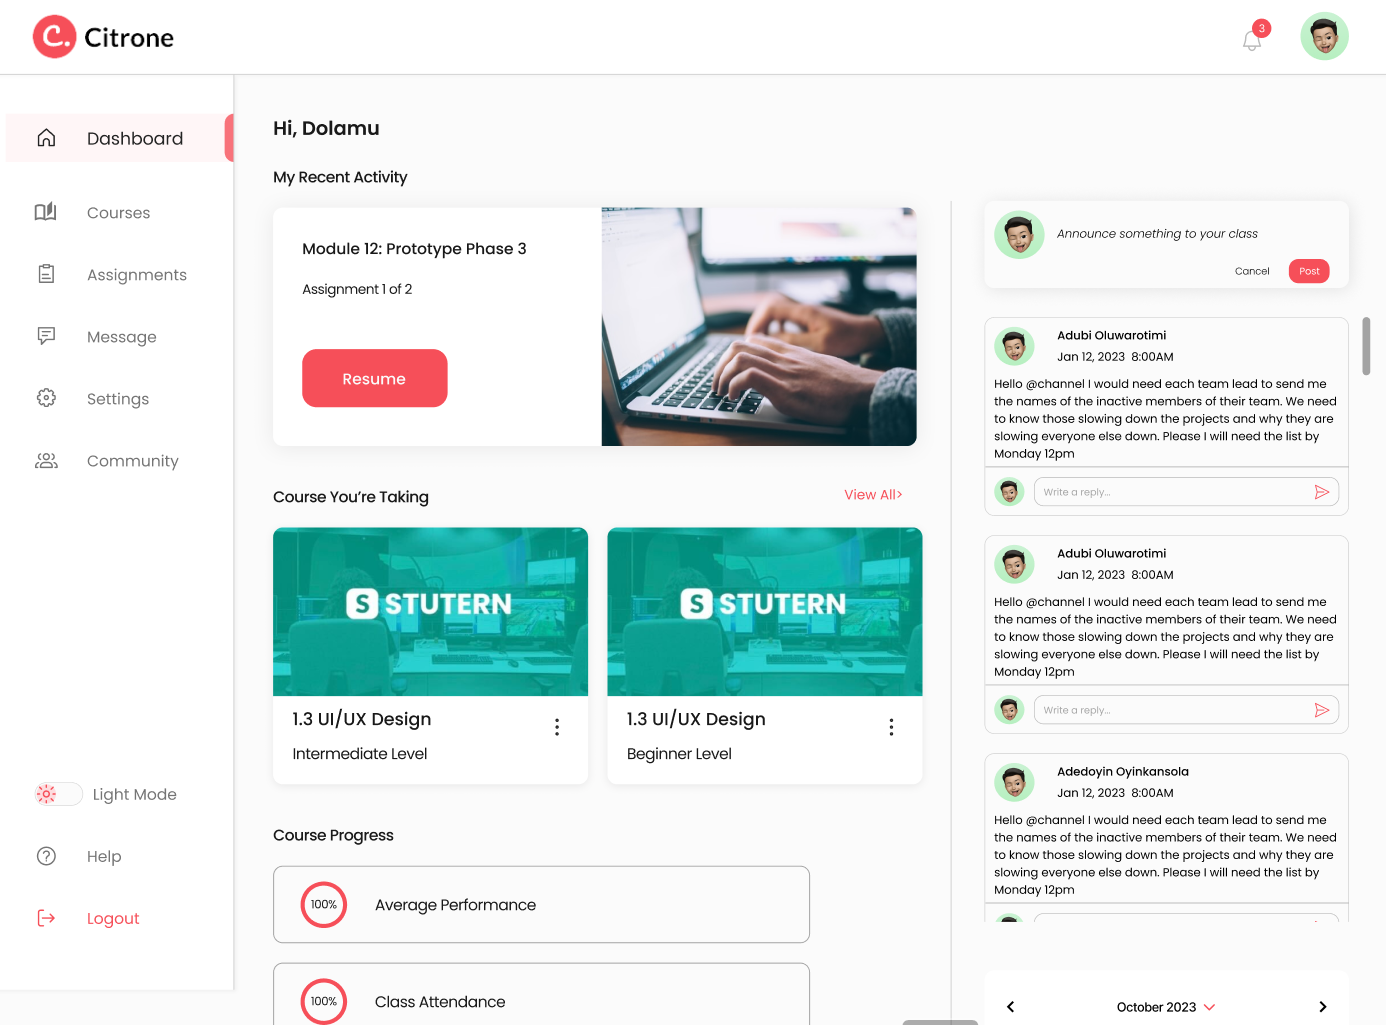 C. Citrone
3
Dashboard
Courses
Assignments
Message
Settings
Community
Light Mode
Help
Logout
Hi, Dolamu
My Recent Activity
Module 12: Prototype Phase 3
Assignment 1 of 2
Resume
Course You're Taking
View All>
S STUTERN
1.3 UI/UX Design
Intermediate Level
S STUTERN
1.3 UI/UX Design
Beginner Level
Course Progress
100%
Average Performance
100%
Class Attendance
Announce something to your class
Cancel
Post
Adubi Oluwarotimi
Jan 12, 2023 8:00AM
Hello @channel I would need each team lead to send me
the names of the inactive members of their team. We need
to know those slowing down the projects and why they are
slowing everyone else down. Please I will need the list by
Monday 12pm
Write a reply...
Adubi Oluwarotimi
Jan 12, 2023 8:00AM
Hello @channel I would need each team lead to send me
the names of the inactive members of their team. We need
to know those slowing down the projects and why they are
slowing everyone else down. Please I will need the list by
Monday 12pm
Write a reply...
Adedoyin Oyinkansola
Jan 12, 2023 8:00AM
Hello @channel I would need each team lead to send me
the names of the inactive members of their team. We need
to know those slowing down the projects and why they are
slowing everyone else down. Please I will need the list by
Monday 12pm
October 2023